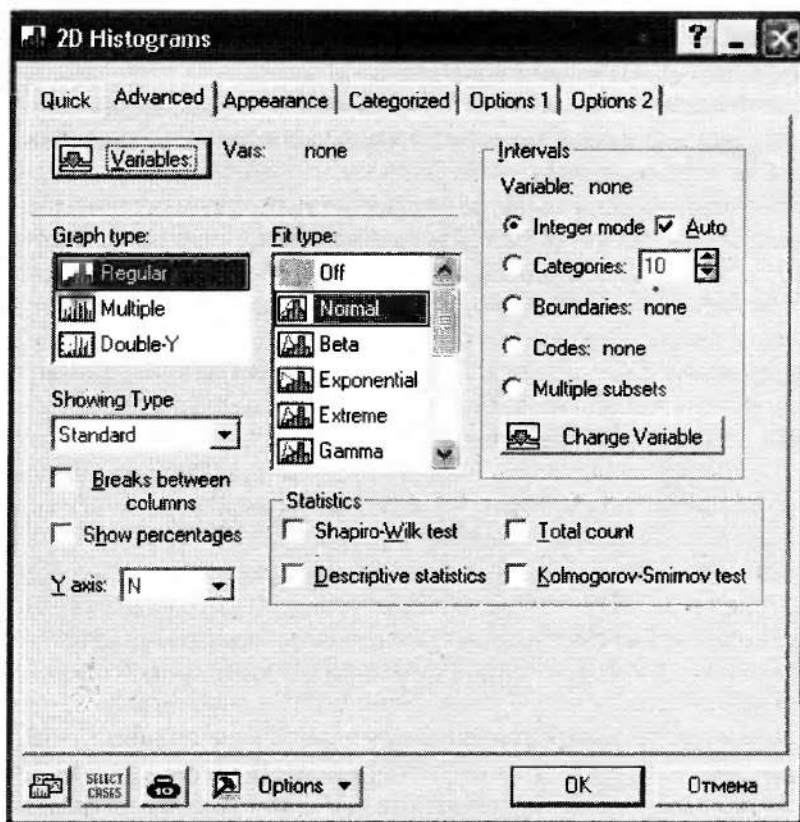 2D Histograms
Quick Advanced Appearance Categorized Options 1 Options 2
Variables: Vars: none
Graph type:
Regular
Multiple
Double-Y
Showing Type
Standard
Breaks between
columns
Show percentages
Y axis: N
Fit type:
Off
Normal
Beta
Exponential
Extreme
Gamma
Intervals
Variable: none
Integer mode Auto
Categories: 10
Boundaries: none
Codes: none
Multiple subsets
Change Variable
Statistics
Shapiro-Wilk test Total count
Descriptive statistics Kolmogorov-Smirnov test
SELECT
CASES
Options OK Отмена